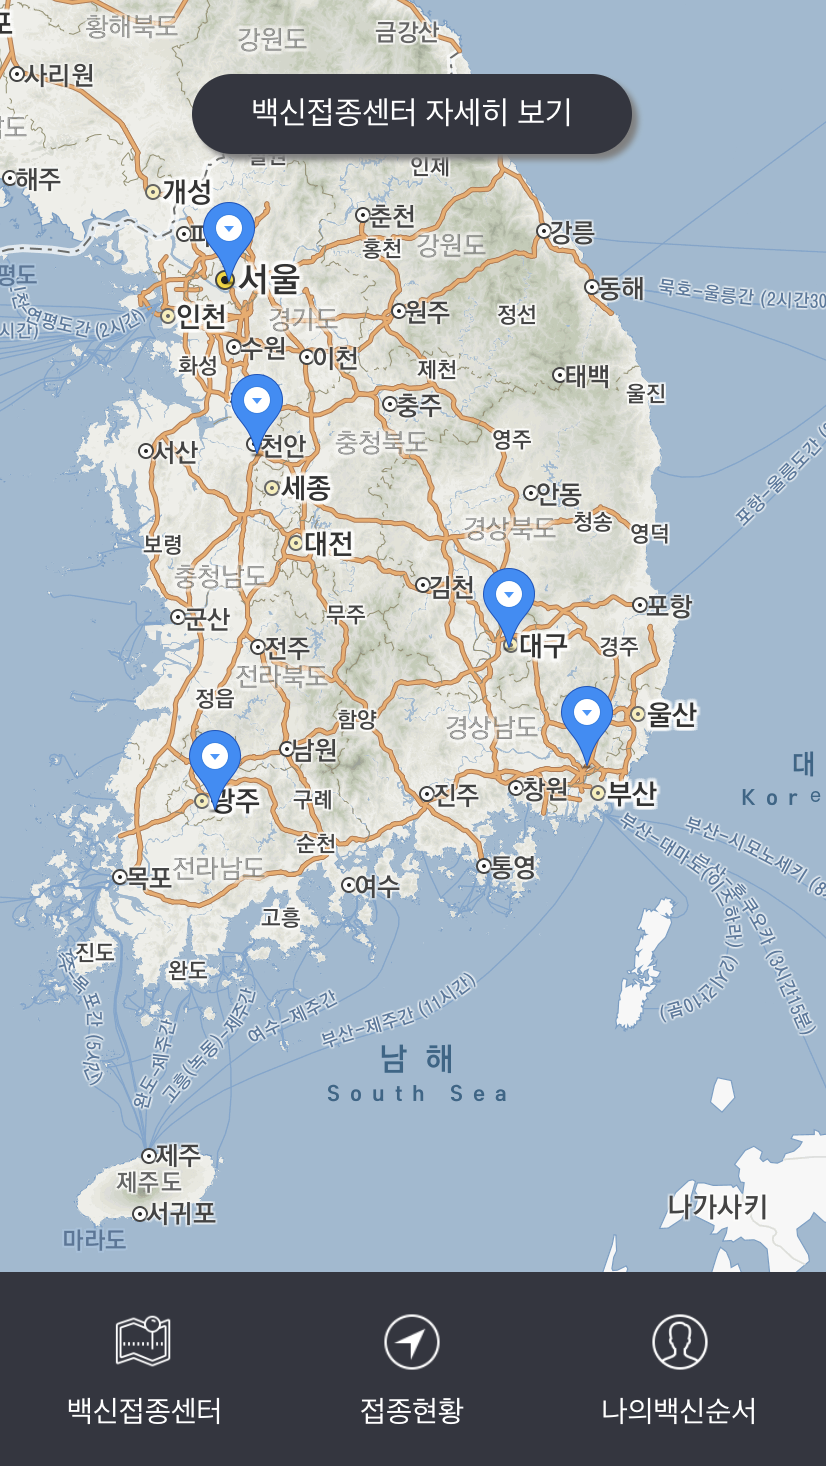 황해북도
강원도
금강산
사리원
백신접종센터 자세히 보기
해주
인제
개성
춘천
홍천
강원도
강릉
서울
동해
묵호-울릉간 (2시간30
인천
경기도
원주
정선
수원
이천
화성
제천
태백
울진
충주
천안
충청북도
영주
서산
세종
안동
경상북도
청송
영덕
보령
대전
충청남도
김천
포항
군산
무주
대구
경주
전주
전라북도
정읍
함양
경상남도
울산
남원
대
광주
구례
진주
창원
부산
Kore
순천
부산-시모노세키
목포
전라남도
여수
통영
고흥
진도
완도
여수-제주간
부산-제주간 (11시간)
완도-제주간
고흥(녹동)-제주간
남해
South Sea
제주
제주도
서귀포
나가사키
마라도
백신접종센터
접종현황
나의백신순서